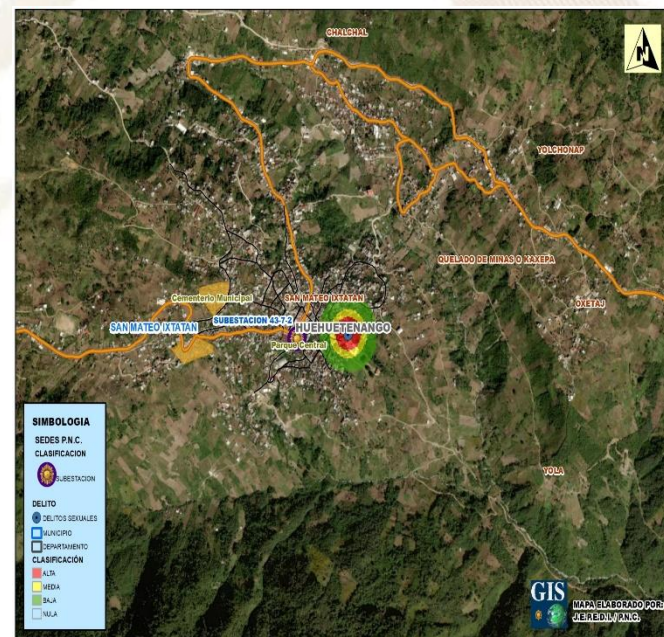 CHALCHAL
N
YOLCHONAP
QUELADO DE MINAS O KAXEPA
OXETAJ
Cementerio Municipal
SAN MATEO IXTATAN
SUBESTACION 43-7-2
SAN MATEO IXTATAN
HUEHUETENANGO
Parque Central
YOLA
SIMBOLOGIA
SEDES P.N.C.
CLASIFICACION
SUBESTACION
DELITO
DELITOS SEXUALES
MUNICIPIO
DEPARTAMENTO
CLASIFICACIÓN
ALTA
MEDIA
BAJA
NULA
GIS
MAPA ELABORADO POR:
J.E/RED.I./ P.N.C.